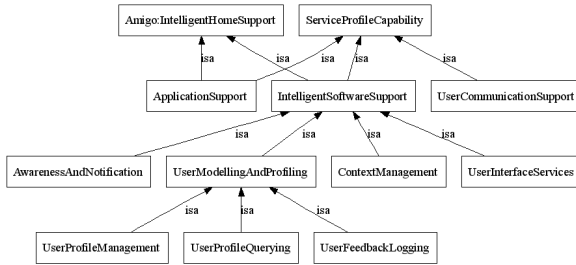 Amigo:IntelligentHomeSupport
ServiceProfileCapability
isa
isa
isa
isa
isa
ApplicationSupport
IntelligentSoftwareSupport
UserCommunicationSupport
isa
isa
isa
isa
AwarenessAndNotification
UserModellingAndProfiling
ContextManagement
UserInterfaceServices
isa
isa
isa
UserProfileManagement
UserProfileQuerying
UserFeedbackLogging